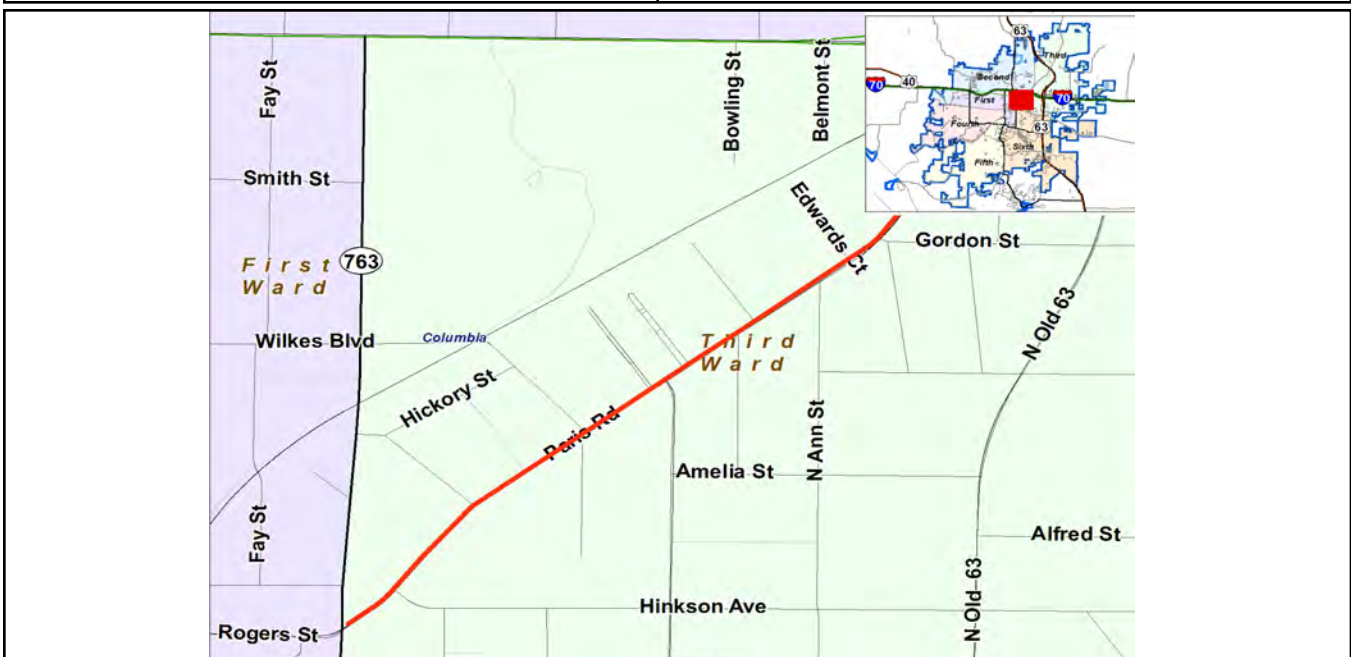 Fay St
Bowling St
Belmont St
63
Third
Second
70
40
First
70
Fourth
63
Sixth
Fifth
Smith St
Edwards Ct
Gordon St
First
Ward
763
N Old 63
Wilkes Blvd
Columbia
Third
Ward
Hickory St
Paris Rd
N Ann St
Amelia St
Fay St
Alfred St
Hinkson Ave
N Old 63
Rogers St